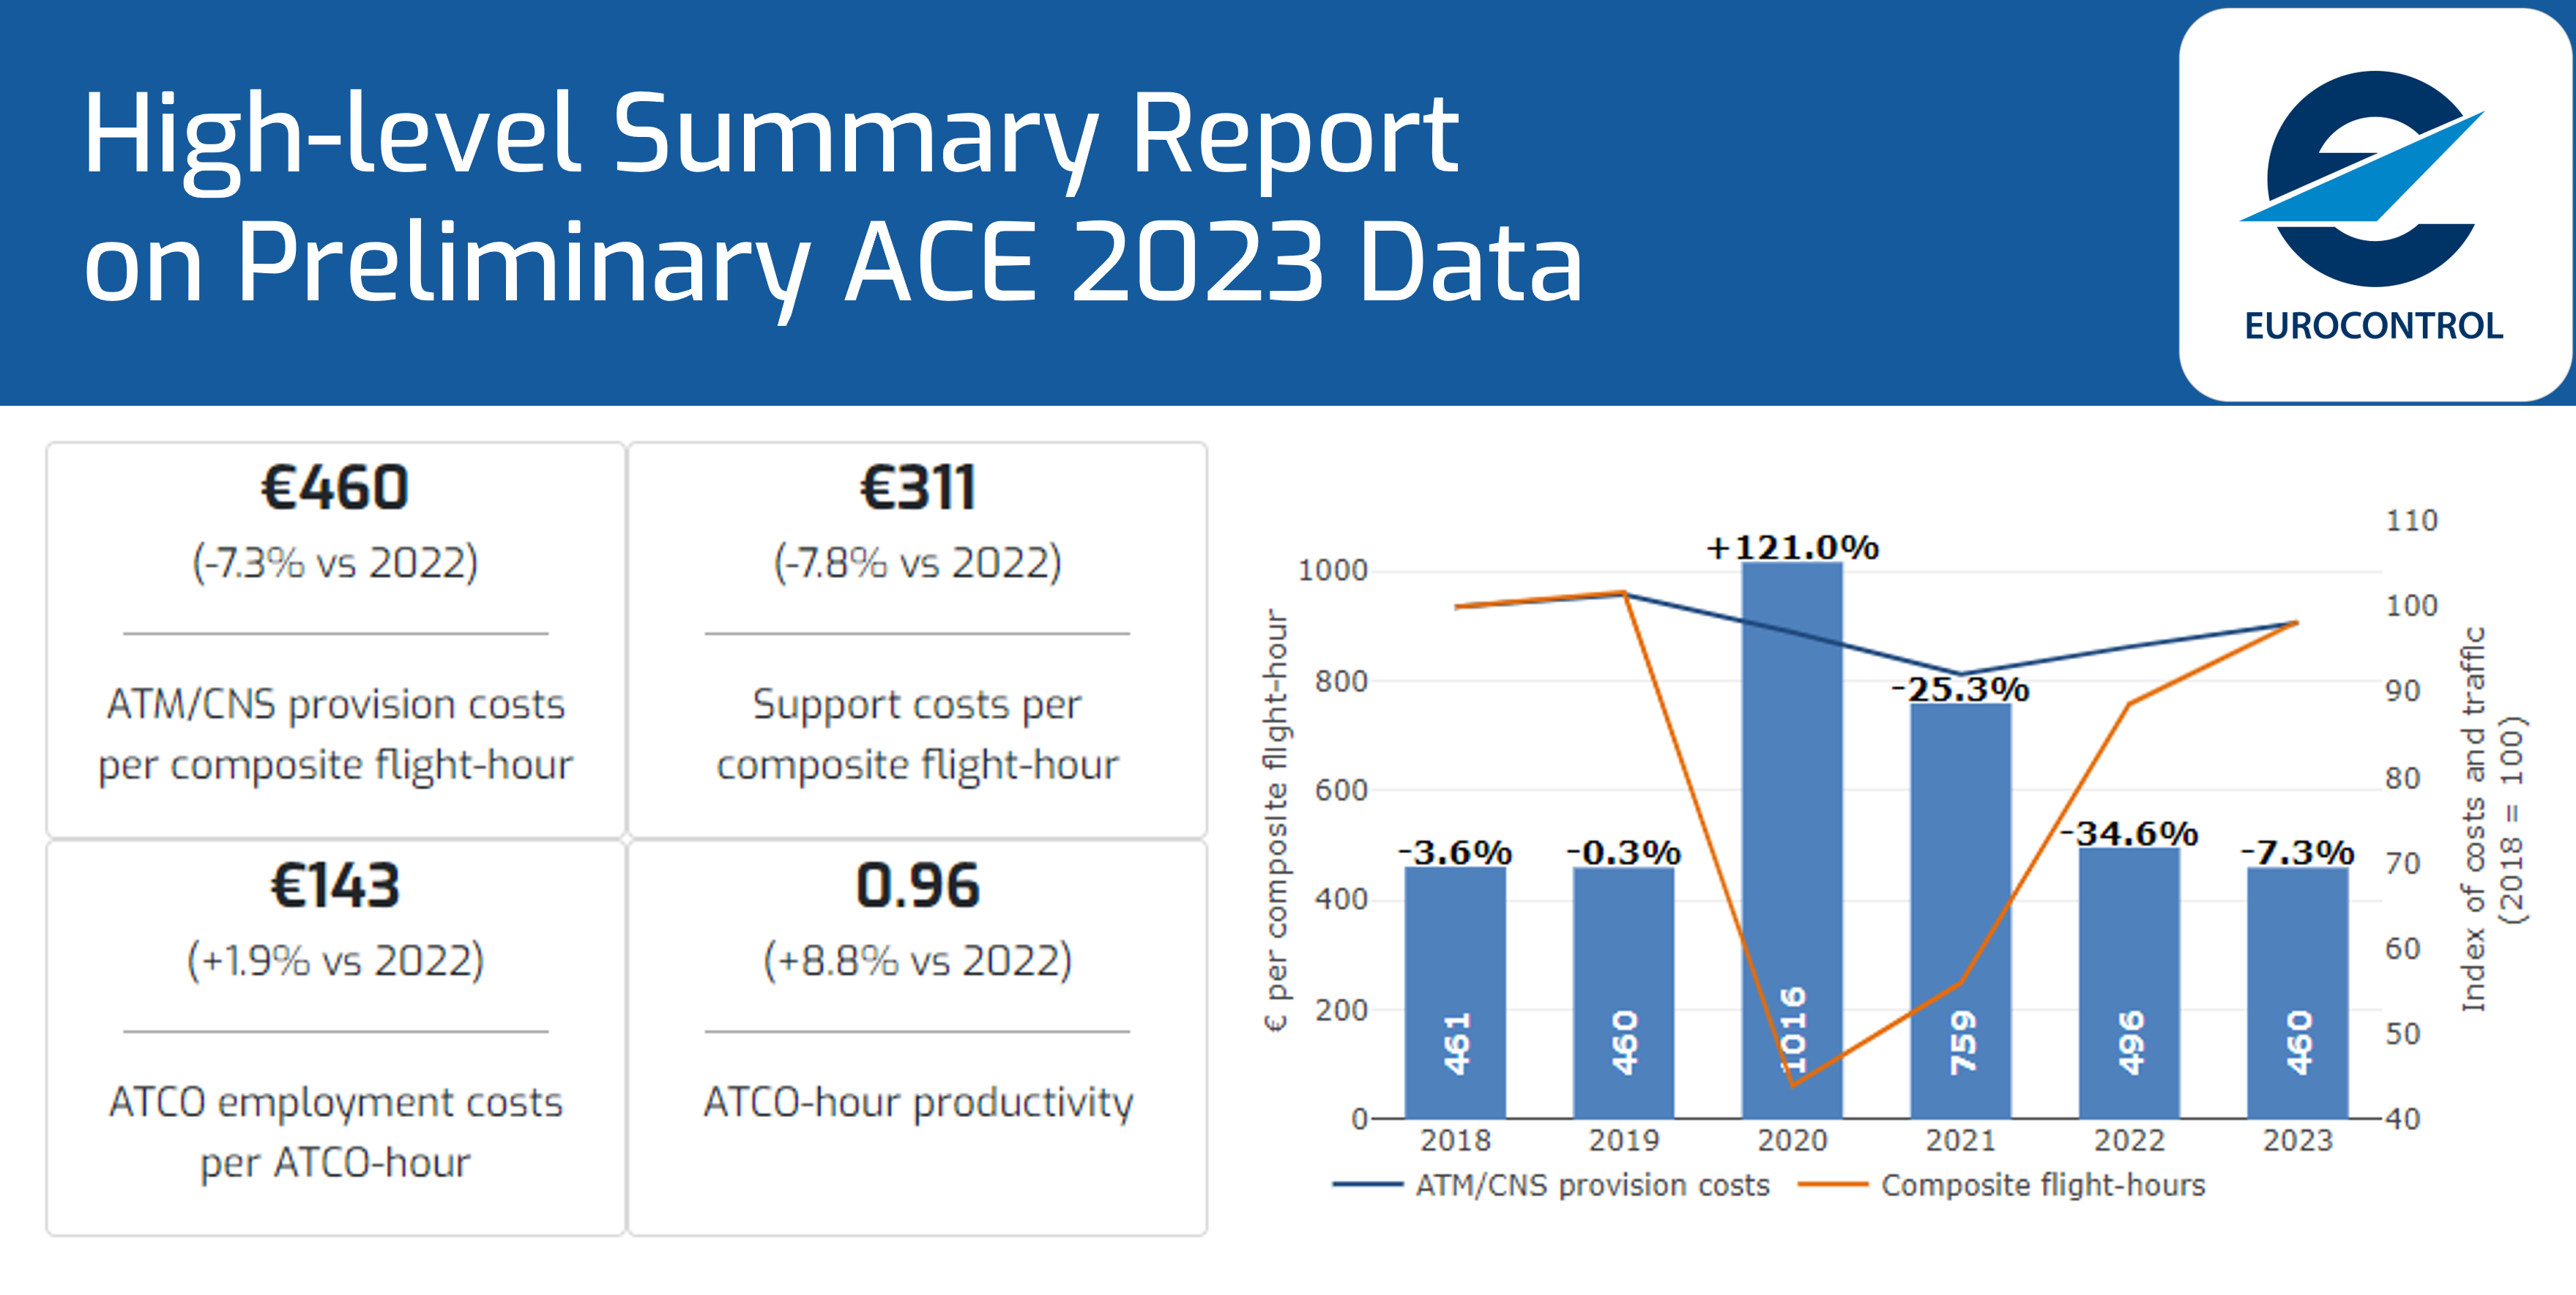 High-level Summary Report
on Preliminary ACE 2023 Data
EUROCONTROL
€460
(-7.3% vs 2022)
ATM/CNS provision costs
per composite flight-hour
€311
(-7.8% vs 2022)
Support costs per
composite flight-hour
€143
(+1.9% vs 2022)
ATCO employment costs
per ATCO-hour
0.96
(+8.8% vs 2022)
ATCO-hour productivity
€ per composite flight-hour
1000
800
600
400
200
0
-3.6%
-0.3%
+121.0%
-25.3%
-34.6%
-7.3%
461
460
1016
759
496
460
2018
2019
2020
2021
2022
2023
110
100
90
80
70
60
50
40
Index of costs and traffic
(2018 = 100)
ATM/CNS provision costs
Composite flight-hours